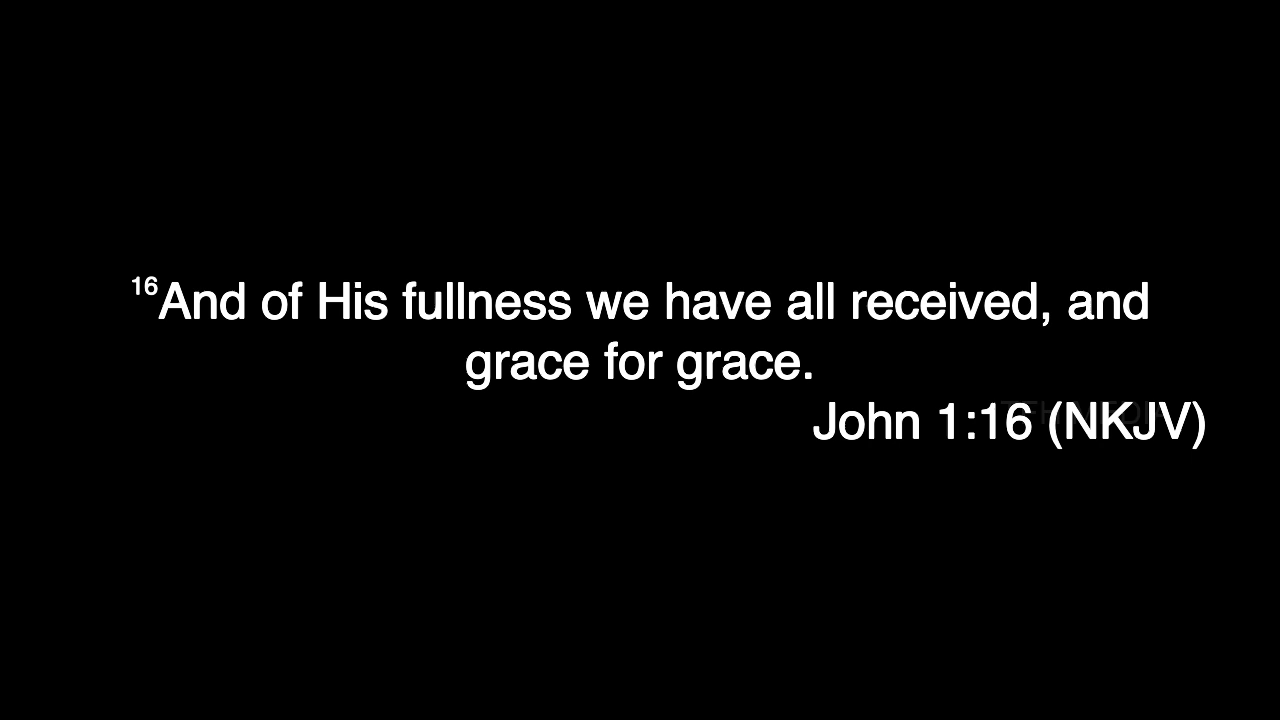 16And of His fullness we have all received, and
grace for grace.
John 1:16 (NKJV)